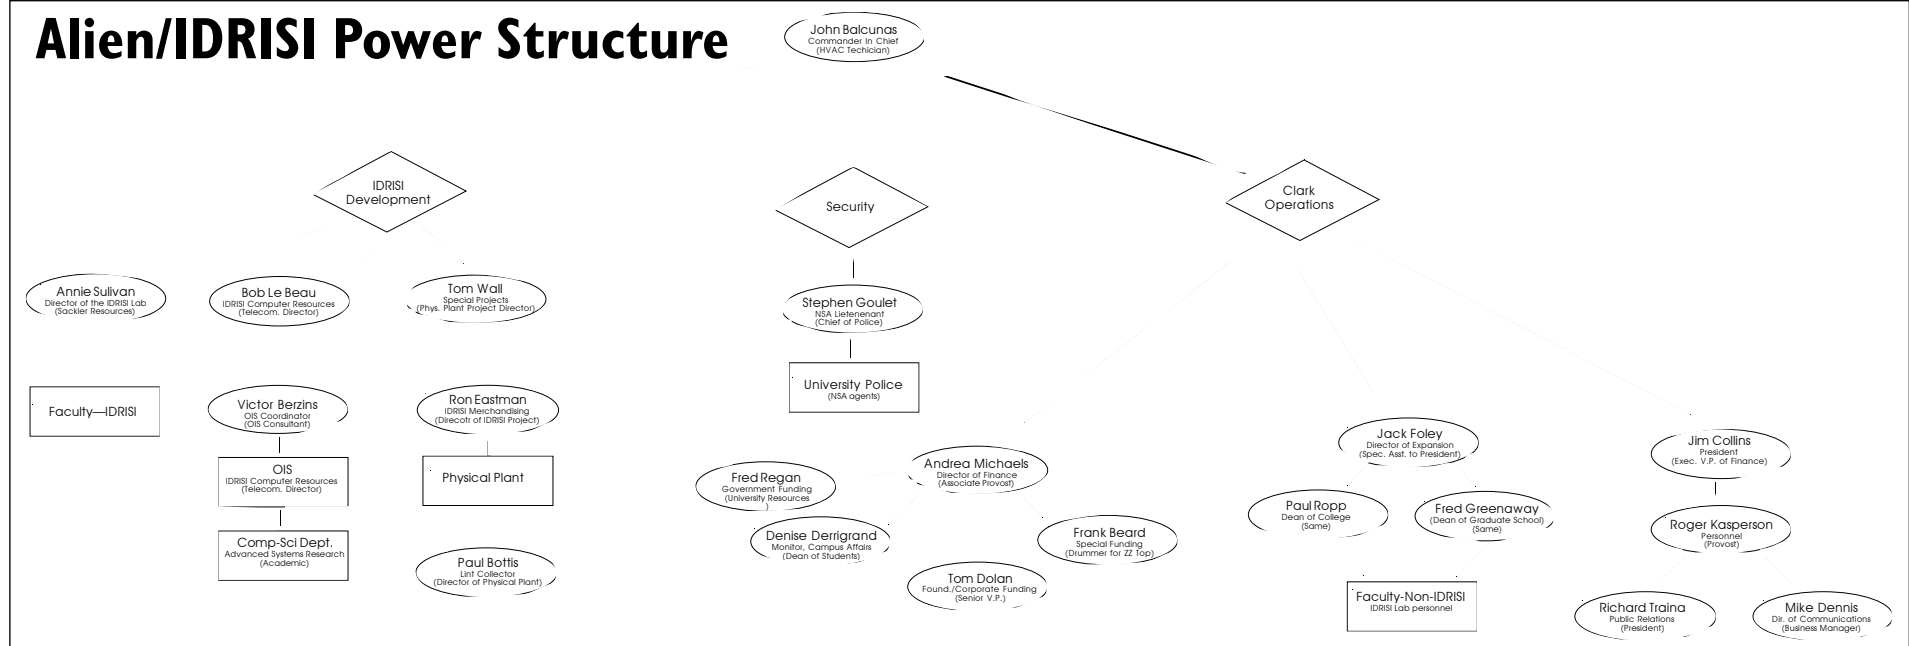 Alien/IDRISI Power Structure
John Balcunas
Commander In Chief
(HVAC Techician)
IDRISI
Development
Security
Clark
Operations
Annie Sulivan
Director of the IDRISI Lab
(Sackler Resources)
Bob Le Beau
IDRISI Computer Resources
(Telecom. Director)
Tom Wall
Special Projects
(Phys. Plant Project Director)
Stephen Goulet
NSA Lietenenant
(Chief of Police)
University Police
(NSA agents)
Faculty—IDRISI
Victor Berzins
OIS Coordinator
(OIS Consultant)
Ron Eastman
IDRISI Merchandising
(Direcotr of IDRISI Project)
OIS
IDRISI Computer Resources
(Telecom. Director)
Physical Plant
Comp-Sci Dept.
Advanced Systems Research
(Academic)
Paul Bottis
Lint Collector
(Director of Physical Plant)
Fred Regan
Government Funding
(University Resources
)
Andrea Michaels
Director of Finance
(Associate Provost)
Denise Derrigrand
Monitor, Campus Affairs
(Dean of Students)
Frank Beard
Special Funding
(Drummer for ZZ Top)
Tom Dolan
Found./Corporate Funding
(Senior V.P.)
Jack Foley
Director of Expansion
(Spec. Asst. to President)
Paul Ropp
Dean of College
(Same)
Fred Greenaway
(Dean of Graduate School)
(Same)
Faculty-Non-IDRISI
IDRISI Lab personnel
Jim Collins
President
(Exec. V.P. of Finance)
Roger Kasperson
Personnel
(Provost)
Richard Traina
Public Relations
(President)
Mike Dennis
Dir. of Communications
(Business Manager)